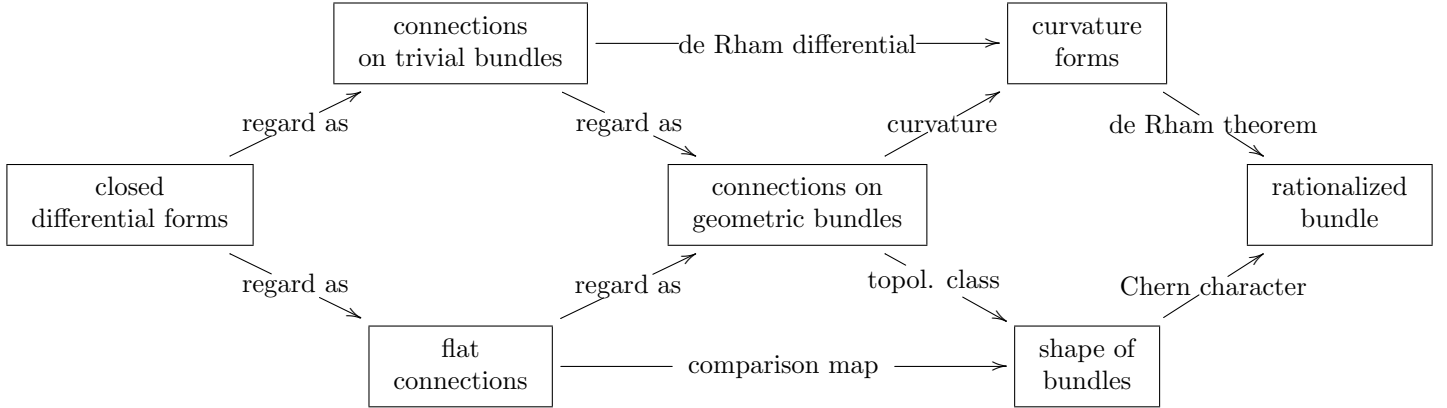 connections
on trivial bundles
de Rham differential
curvature
forms
regard as
regard as
curvature
de Rham theorem
closed
differential forms
connections on
geometric bundles
rationalized
bundle
regard as
regard as
topol. class
Chern character
flat
connections
comparison map
shape of
bundles